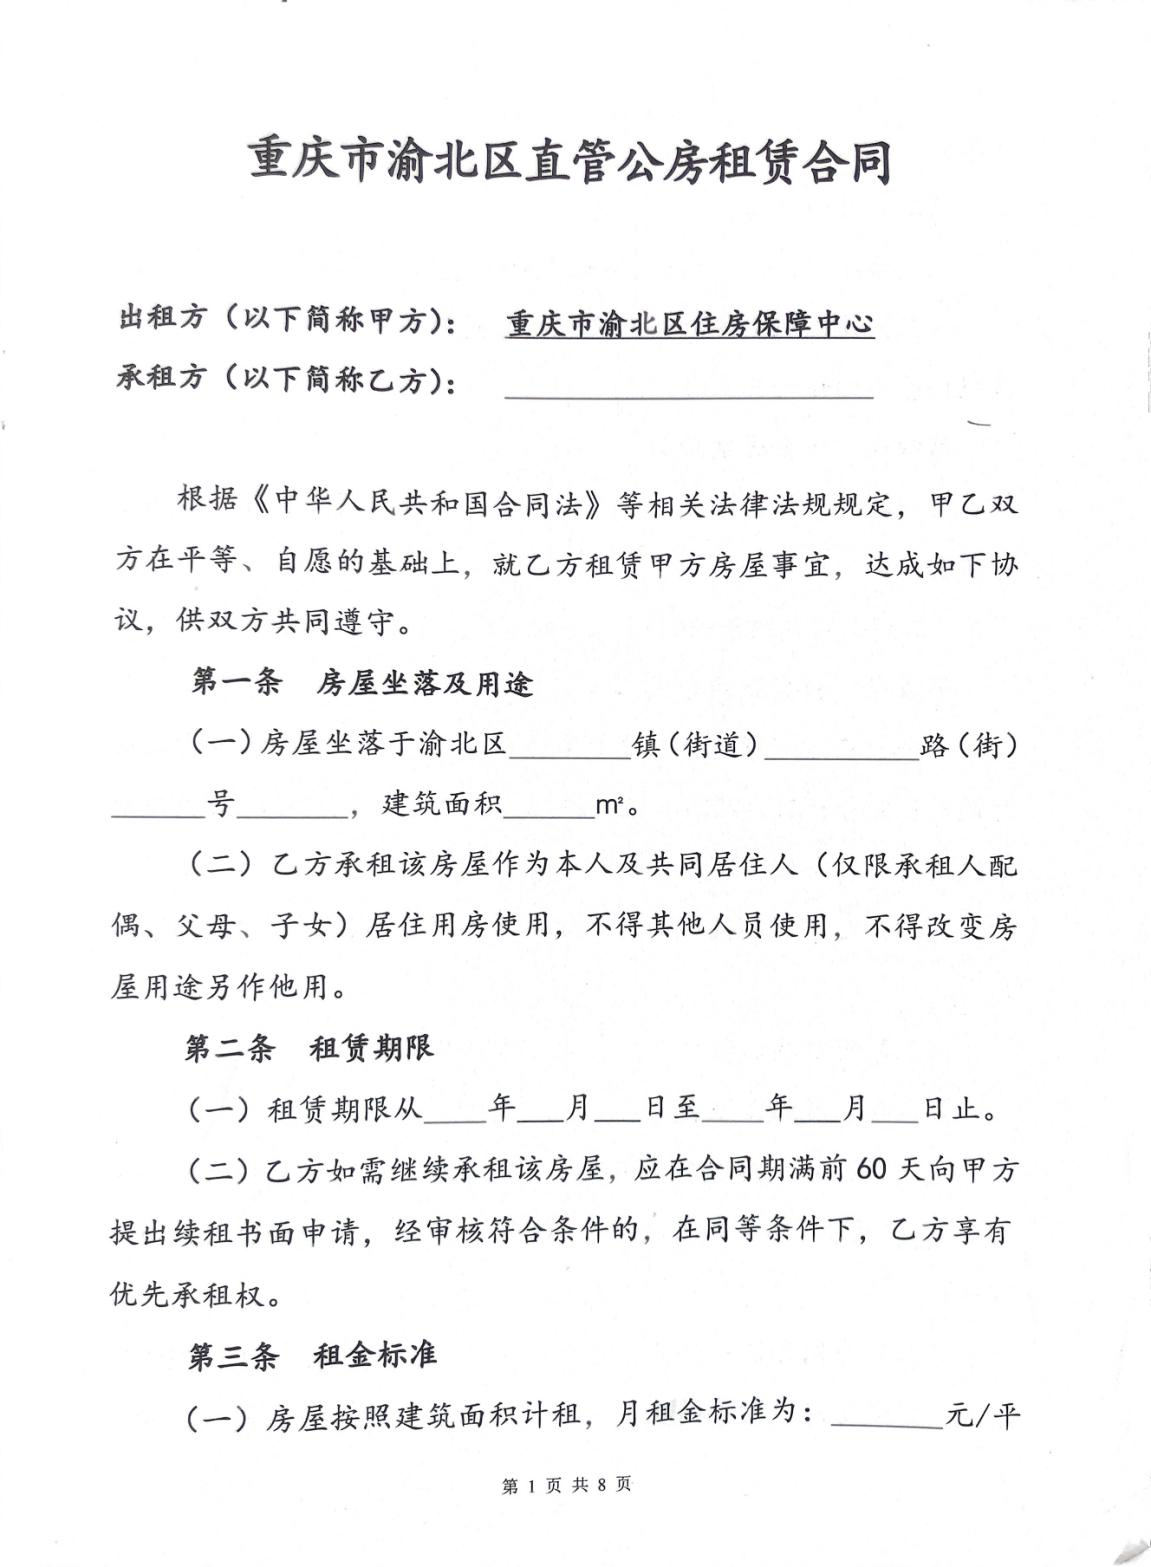 重庆市渝北区直管公房租赁合同
出租方（以下简称甲方）： 重庆市渝北区住房保障中心
承租方（以下简称乙方）：
根据《中华人民共和国合同法》等相关法律法规规定，甲乙双
方在平等、自愿的基础上，就乙方租赁甲方房屋事宜，达成如下协
议，供双方共同遵守。
第一条 房屋坐落及用途
（一）房屋坐落于渝北区________镇（街道）__________路（街）
______号_______，建筑面积______m²。
（二）乙方承租该房屋作为本人及共同居住人（仅限承租人配
偶、父母、子女）居住用房使用，不得其他人员使用，不得改变房
屋用途另作他用。
第二条 租赁期限
（一）租赁期限从____年___月___日至____年___月___日止。
（二）乙方如需继续承租该房屋，应在合同期满前 60 天向甲方
提出续租书面申请，经审核符合条件的，在同等条件下，乙方享有
优先承租权。
第三条 租金标准
（一）房屋按照建筑面积计租，月租金标准为：_______元/平
第 1 页 共 8 页